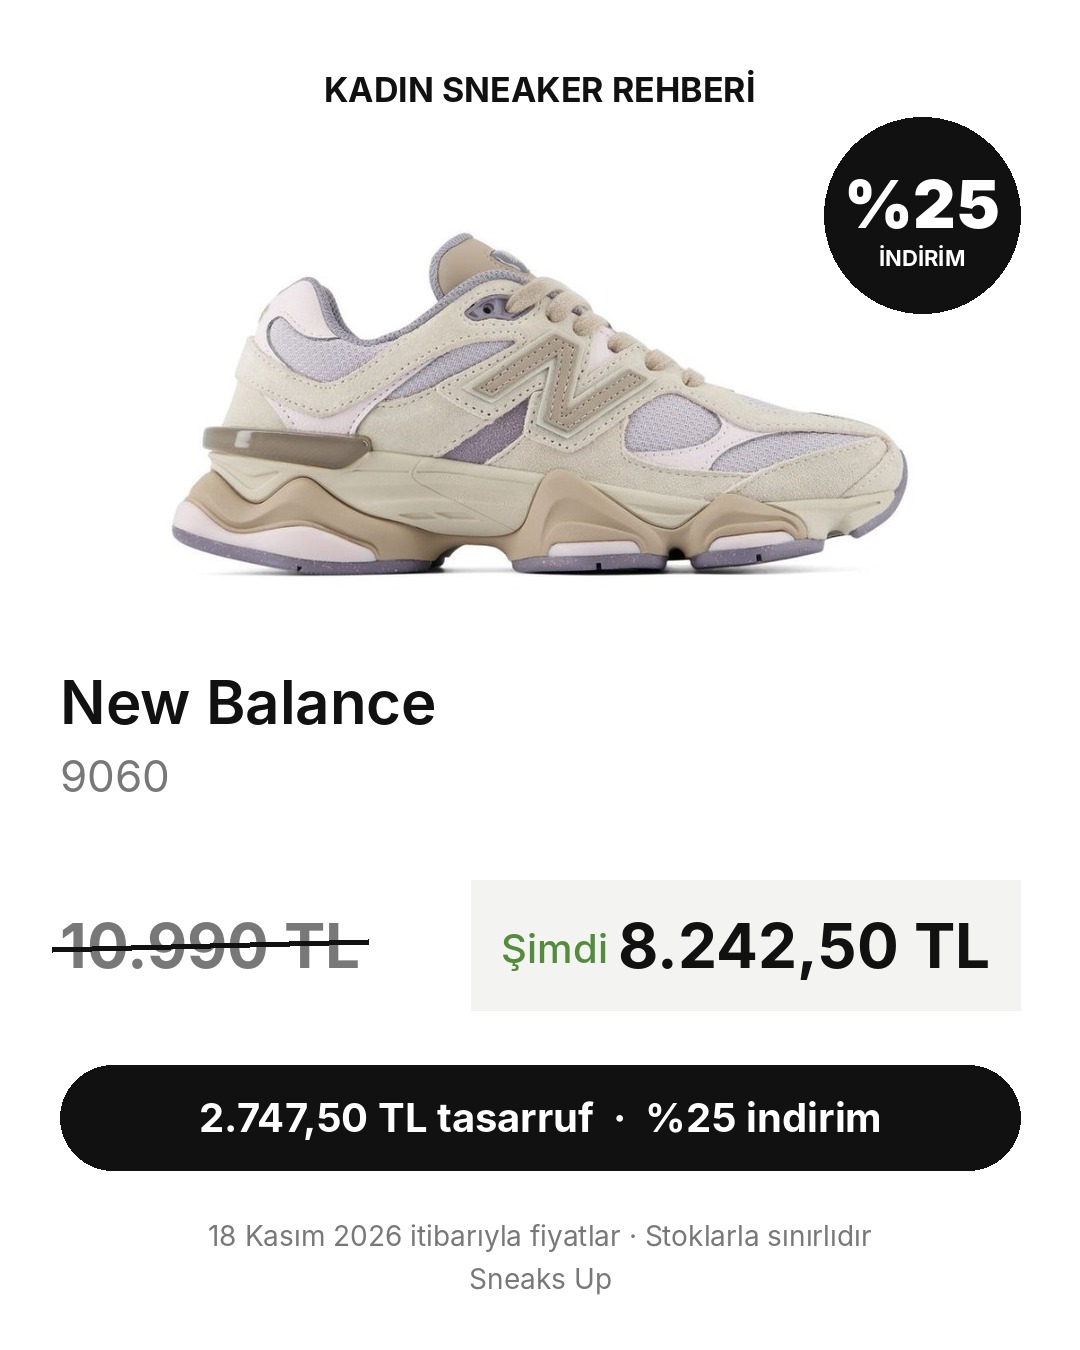 KADIN SNEAKER REHBERİ
%25
İNDİRİM
New Balance
9060
10.990 TL
Şimdi 8.242,50 TL
2.747,50 TL tasarruf · %25 indirim
18 Kasım 2026 itibarıyla fiyatlar · Stoklarla sınırlıdır
Sneaks Up